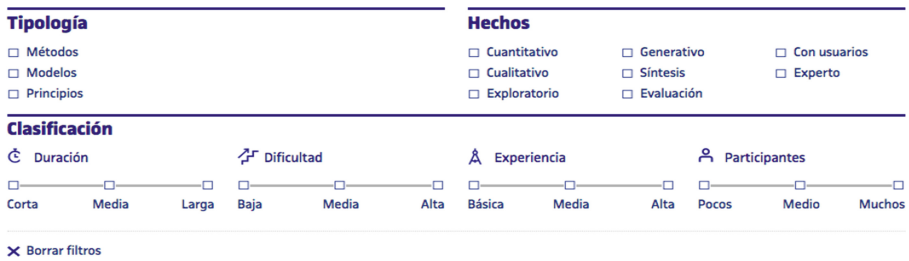 Tipología
Métodos
Modelos
Principios
Hechos
Cuantitativo Generativo Con usuarios
Cualitativo Síntesis Experto
Exploratorio Evaluación
Clasificación
Duración Dificultad Experiencia Participantes
Corta Media Larga Baja Media Alta Básica Media Alta Pocos Medio Muchos
Borrar filtros